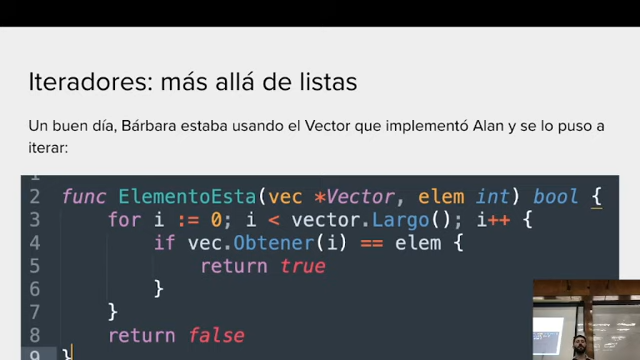 Iteradores: más allá de listas
Un buen día, Bárbara estaba usando el Vector que implementó Alan y se lo puso a
iterar:
1
2 func ElementoEsta(vec *Vector, elem int) bool {
3 for i := 0; i < vector.Largo(); i++ {
4 if vec.Obtener(i) == elem {
5 return true
6 }
7 }
8 return false
9 }